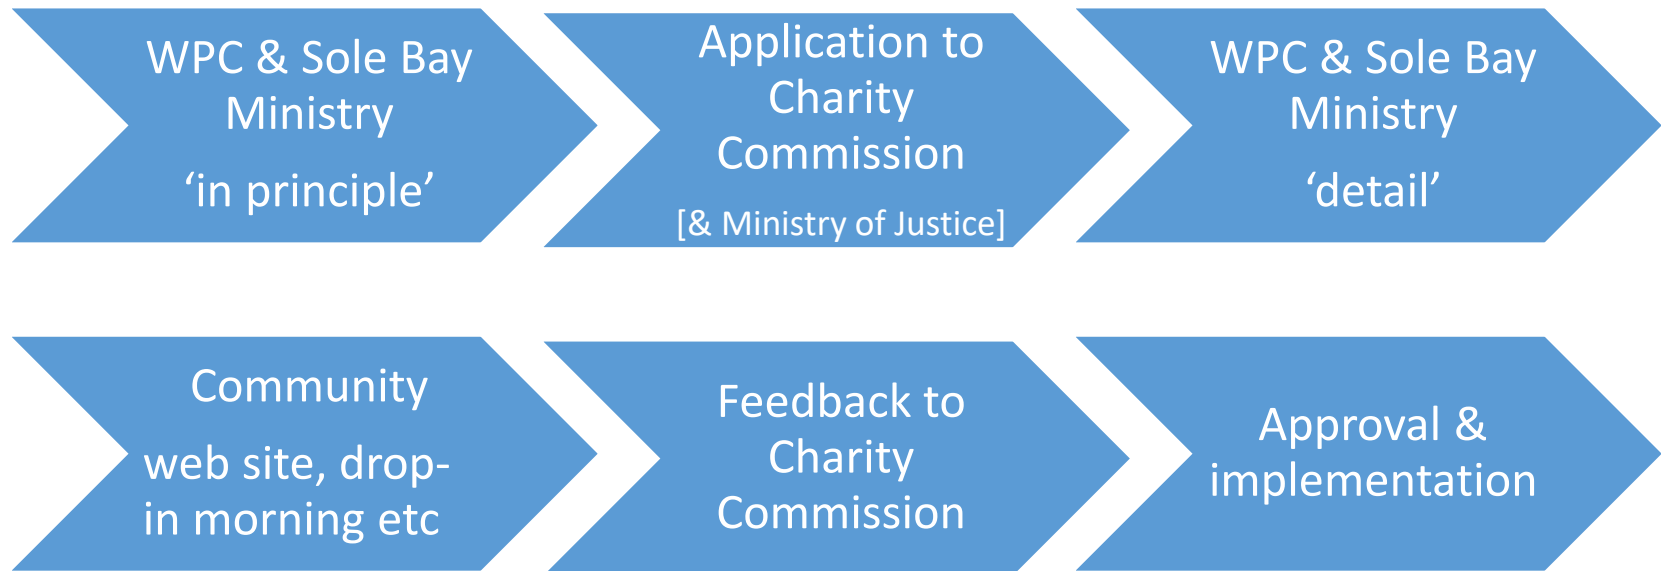 WPC & Sole Bay
Ministry
‘in principle’
Application to
Charity
Commission
[& Ministry of Justice]
WPC & Sole Bay
Ministry
‘detail’
Community
web site, drop-
in morning etc
Feedback to
Charity
Commission
Approval &
implementation